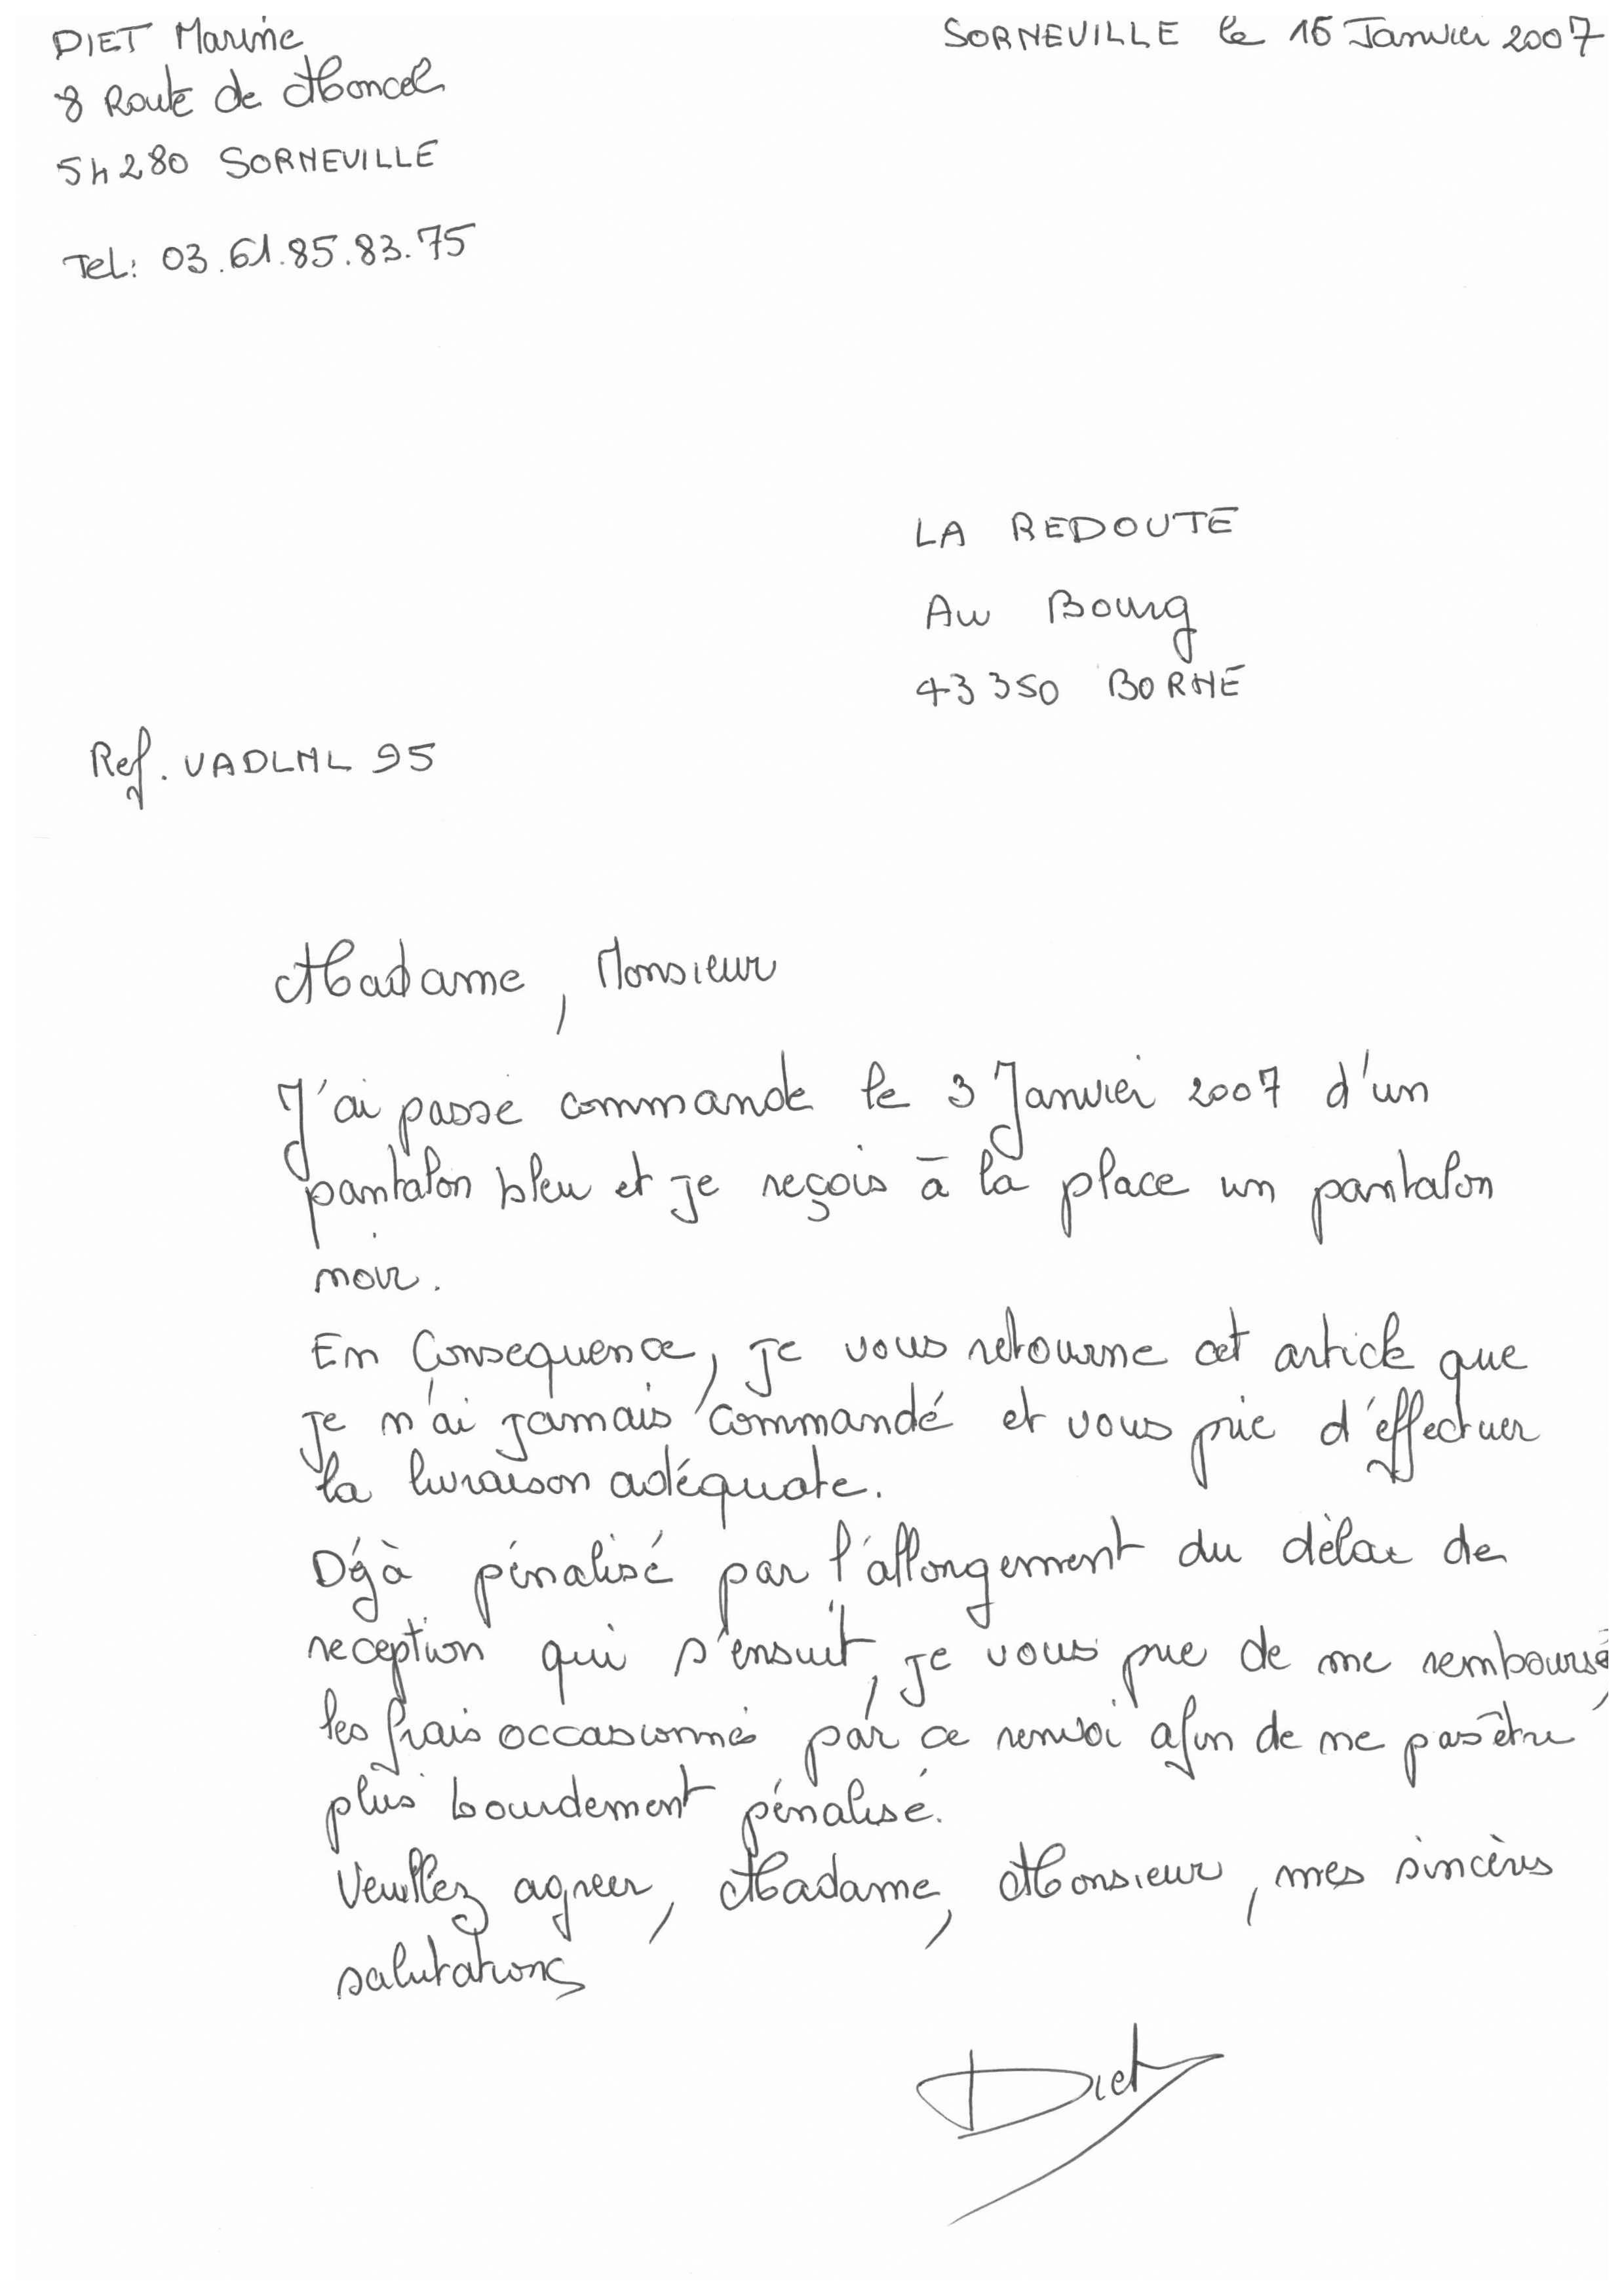 DIET Marine
SORNEVILLE le 15 Janvier 2007
8 Route de Moncel
54280 SORNEVILLE
Tel: 03.61.85.83.75
LA REDOUTE
Au Bourg
43350 BORNE
Ref. VADLML 95
Madame, Monsieur
J'ai passe commande le 3 Janvier 2007 d'un
pantalon bleu et je reçois à la place un pantalon
noir.
En Consequence, je vous retourne cet article que
je n'ai jamais commandé et vous prie d'effectuer
la livraison adéquate.
Déjà pénalisé par l'allongement du délai de
reception qui s'ensuit, je vous prie de me remboursé
les frais occasionnés par ce renvoi afin de ne pas être
plus lourdement pénalisé.
Veuillez agreer, Madame, Monsieur, mes sincères
salutations
Diet